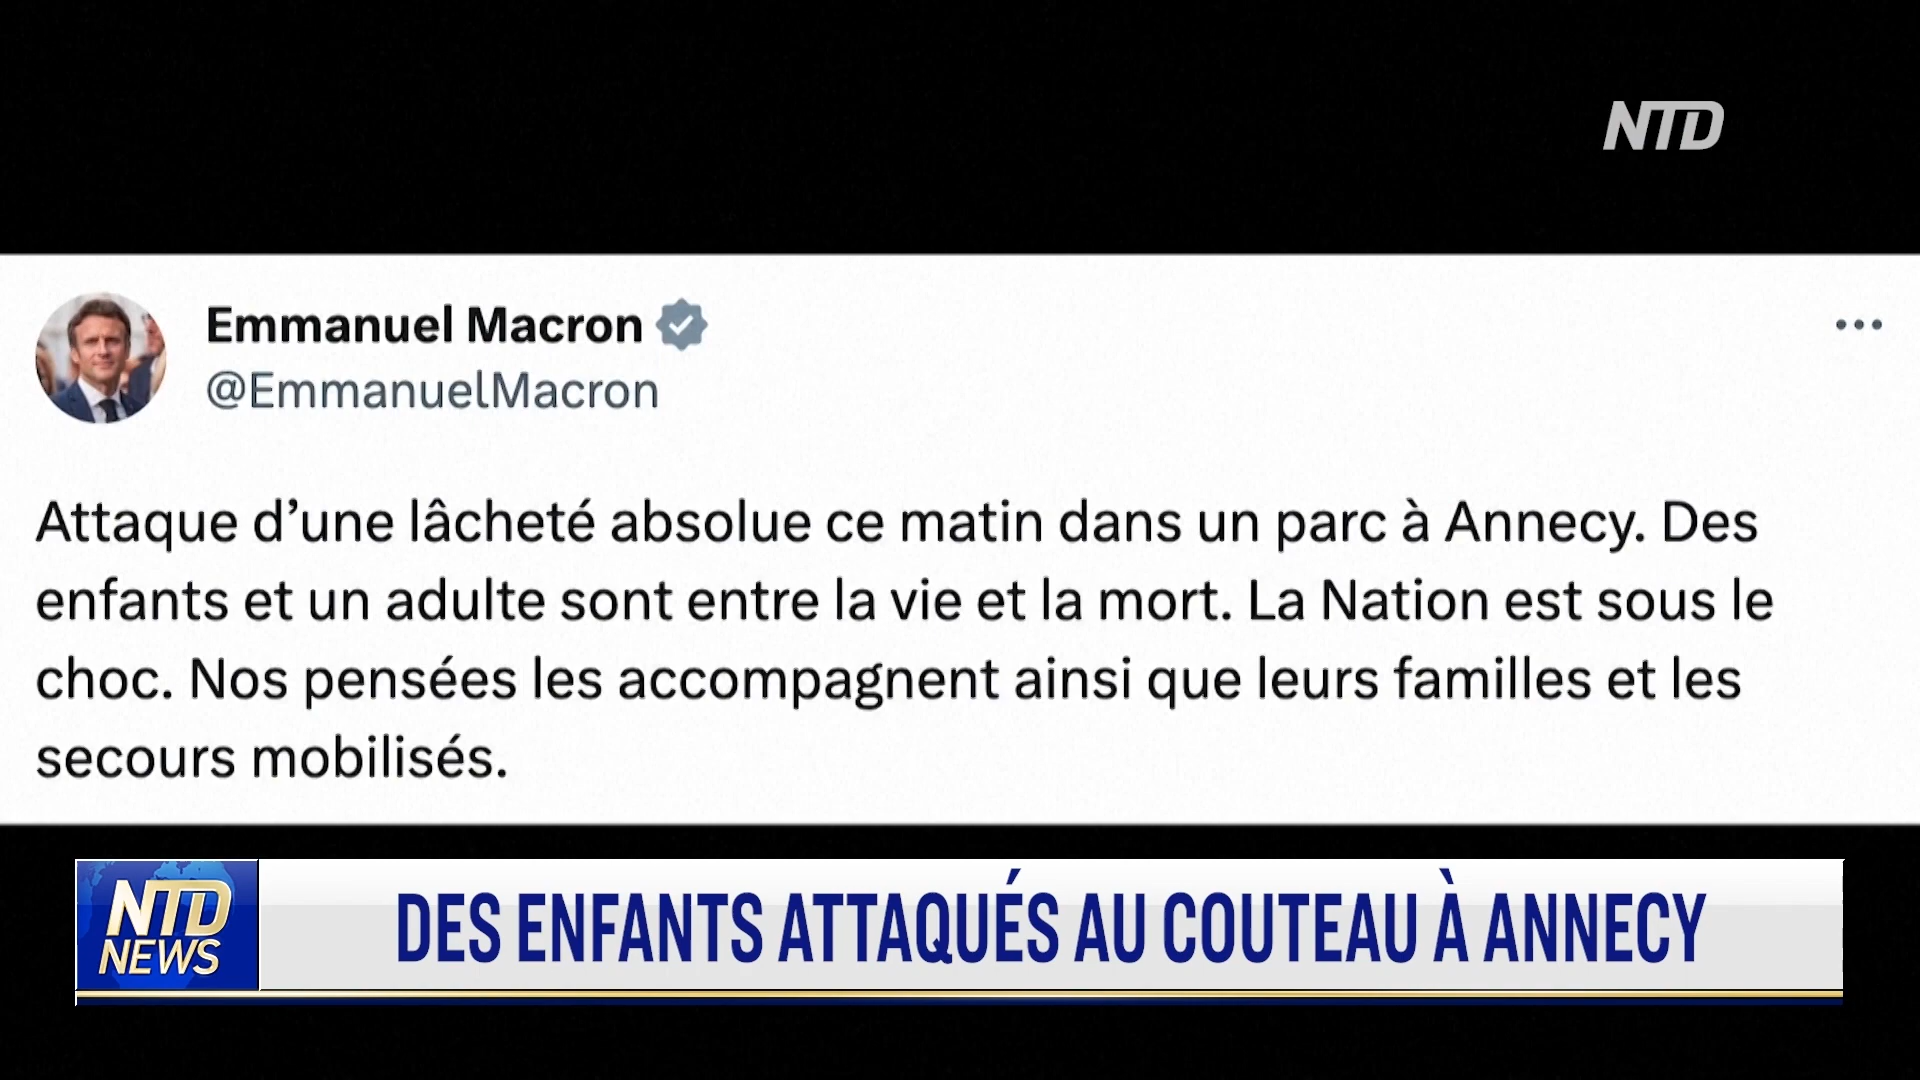 NTD
Emmanuel Macron
@EmmanuelMacron
Attaque d’une lâcheté absolue ce matin dans un parc à Annecy. Des
enfants et un adulte sont entre la vie et la mort. La Nation est sous le
choc. Nos pensées les accompagnent ainsi que leurs familles et les
secours mobilisés.
NTD
NEWS
DES ENFANTS ATTAQUÉS AU COUTEAU À ANNECY